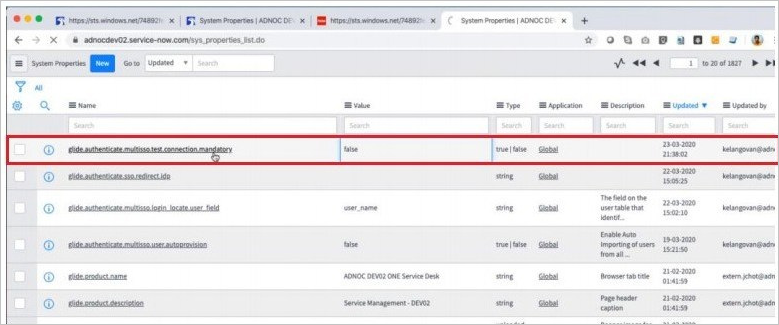 https://sts.windows.net/74892f System Properties | ADNOC DEV https://sts.windows.net/74892f System Properties | ADNOC DEV
adnocdev02.service-now.com/sys_properties_list.do
System Properties New Go to Updated Search 1 to 20 of 1827
All
Name Value Type Application Description Updated Updated by
Search Search Search Search Search Search Search
glide.authenticate.multisso.test.connection.mandatory false true | false Global 23-03-2020 kelangovan@adn
21:38:02
glide.authenticate.sso.redirect.idp string Global 22-03-2020 kelangovan@adn
15:05:25
glide.authenticate.multisso.login_locate.user_field user_name string Global The field on 22-03-2020 kelangovan@adn
the user table that 15:02:10
identif...
glide.authenticate.multisso.user.autoprovision false true | false Global Enable Auto 19-03-2020 kelangovan@adn
Importing of users 15:21:50
from all ...
glide.product.name ADNOC DEV02 ONE Service Desk string Global Browser tab title 21-02-2020 extern.jchot@adn
01:41:59
glide.product.description Service Management - DEV02 string Global Page header 21-02-2020 extern.jchot@adn
caption 01:41:59